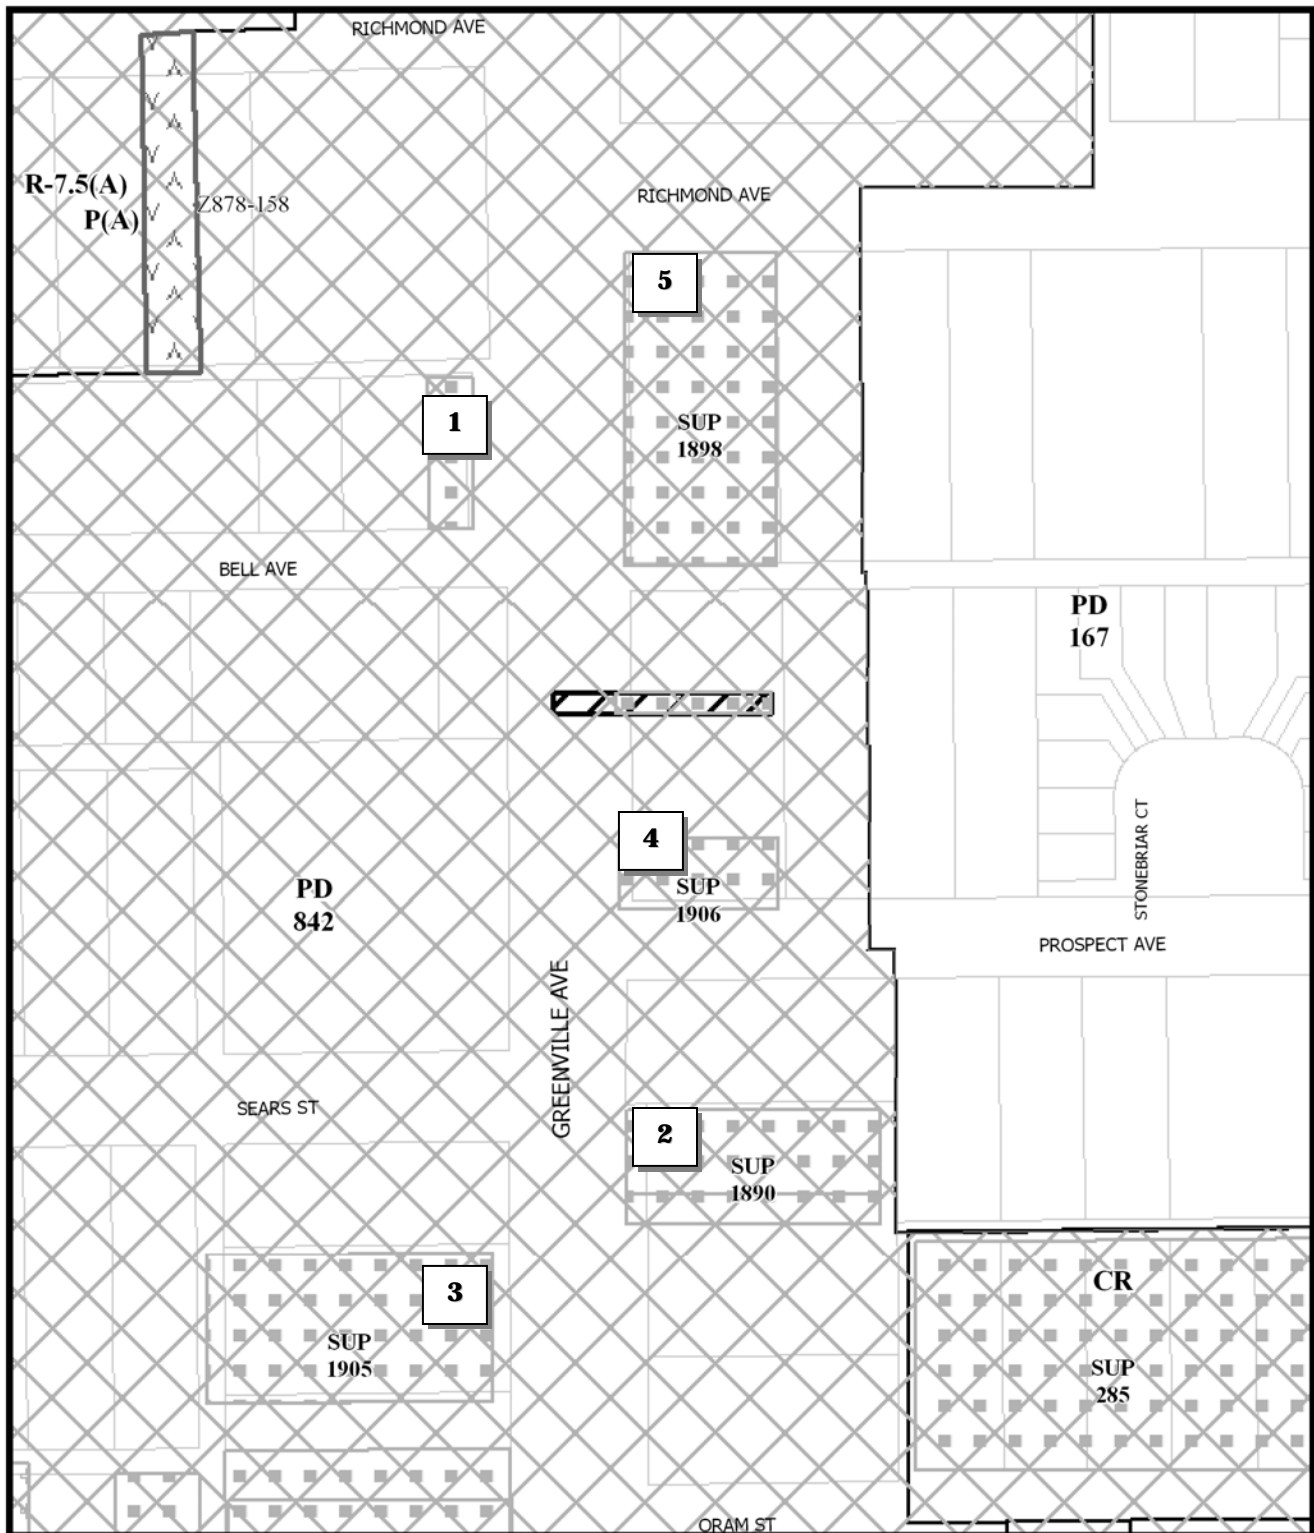 RICHMOND AVE
R-7.5(A)
P(A)
Z878-158
RICHMOND AVE
5
1
SUP
1898
BELL AVE
PD
167
4
SUP
1906
PD
842
STONEBRIAR CT
PROSPECT AVE
GREENVILLE AVE
SEARS ST
2
SUP
1890
3
SUP
1905
CR
SUP
285
ORAM ST